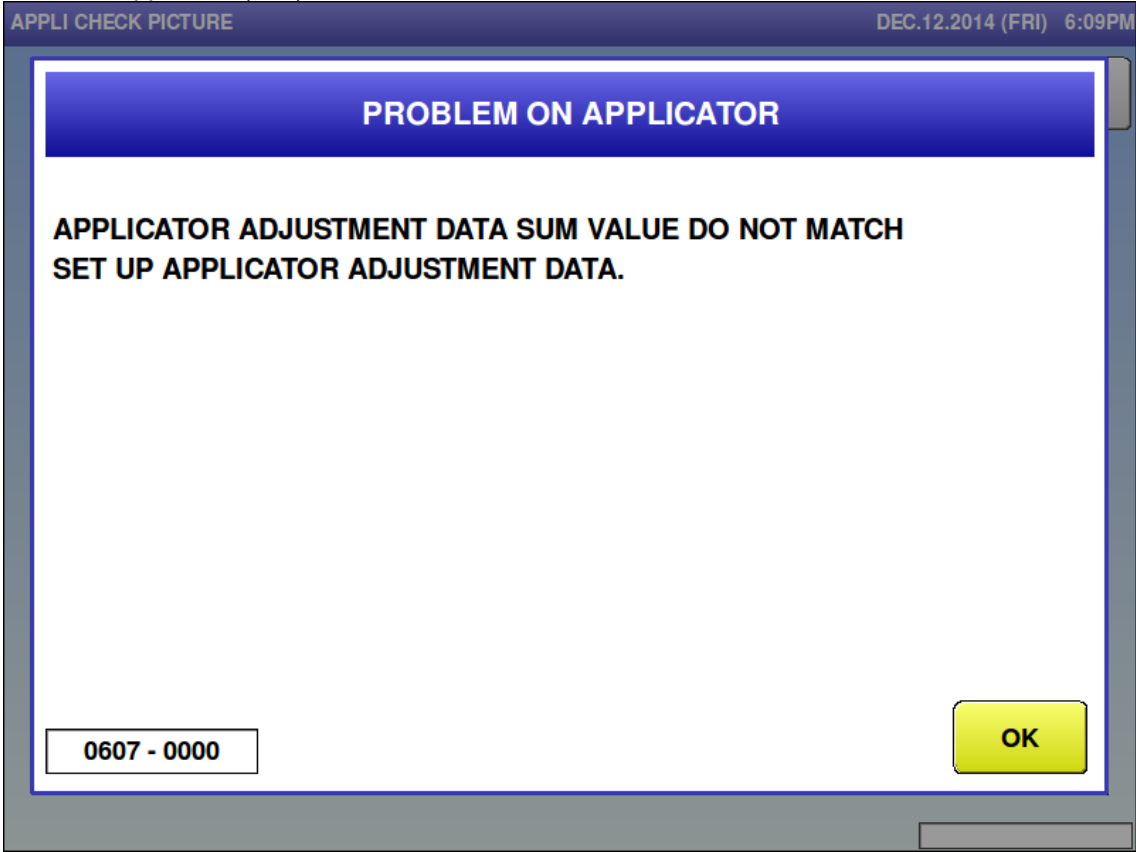 APPLI CHECK PICTURE DEC.12.2014 (FRI) 6:09PM
PROBLEM ON APPLICATOR
APPLICATOR ADJUSTMENT DATA SUM VALUE DO NOT MATCH
SET UP APPLICATOR ADJUSTMENT DATA.
0607 - 0000
OK